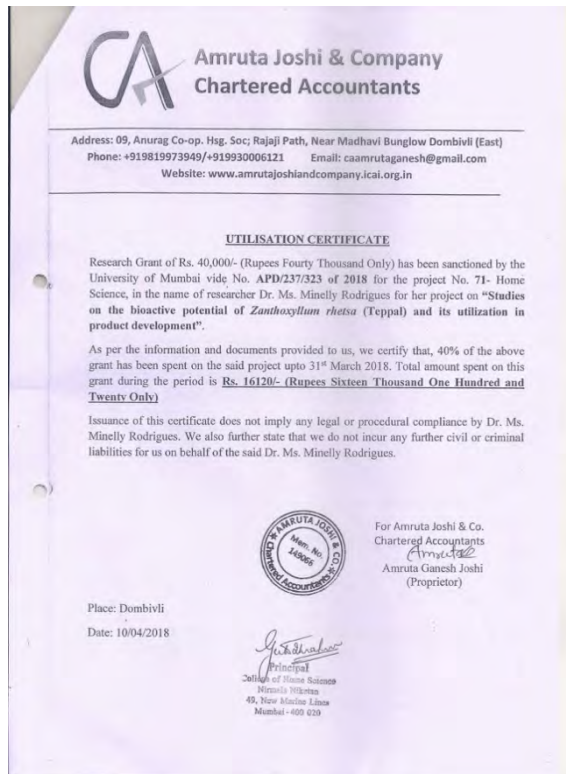 CA
Amruta Joshi & Company
Chartered Accountants
Address: 09, Anurag Co-op. Hsg. Soc; Rajaji Path, Near Madhavi Bunglow Dombivli (East)
Phone: +919819973949/+919930006121 Email: caamrutaganesh@gmail.com
Website: www.amrutajoshiandcompany.icai.org.in
UTILISATION CERTIFICATE
Research Grant of Rs. 40,000/- (Rupees Fourty Thousand Only) has been sanctioned by the
University of Mumbai vide No. APD/237/323 of 2018 for the project No. 71- Home
Science, in the name of researcher Dr. Ms. Minelly Rodrigues for her project on “Studies
on the bioactive potential of Zanthoxyllum rhetsa (Teppal) and its utilization in
product development”.
As per the information and documents provided to us, we certify that, 40% of the above
grant has been spent on the said project upto 31st March 2018. Total amount spent on this
grant during the period is Rs. 16120/- (Rupees Sixteen Thousand One Hundred and
Twenty Only)
Issuance of this certificate does not imply any legal or procedural compliance by Dr. Ms.
Minelly Rodrigues. We also further state that we do not incur any further civil or criminal
liabilities for us on behalf of the said Dr. Ms. Minelly Rodrigues.
AMRUTA JOSHI & CO.
Mem. No.
149066
Chartered Accountants
For Amruta Joshi & Co.
Chartered Accountants
Amruta Ganesh Joshi
(Proprietor)
Place: Dombivli
Date: 10/04/2018
Principal
College of Home Science
Nirmala Niketan
49, New Marine Lines
Mumbai - 400 020